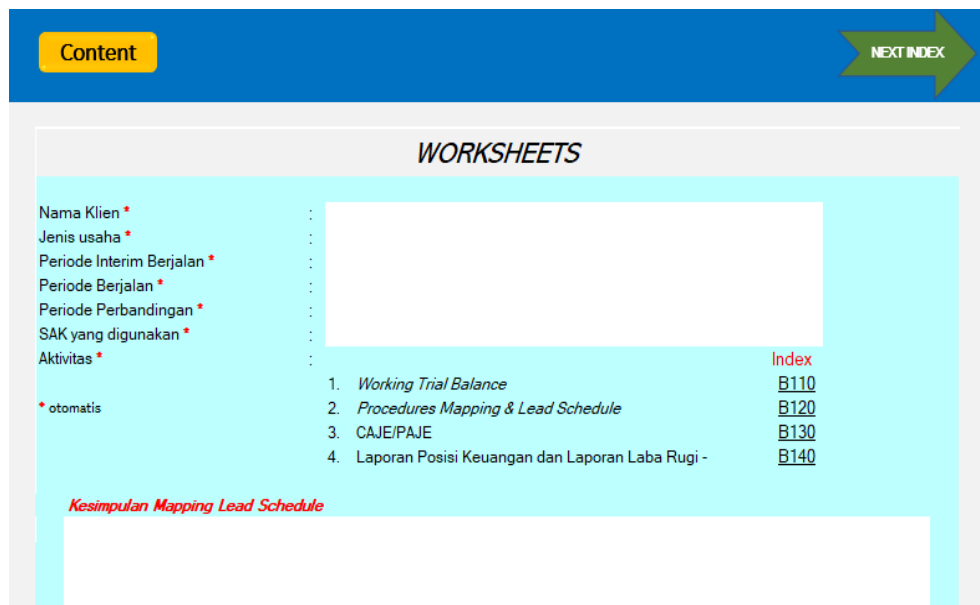 Content
NEXT INDEX
WORKSHEETS
Nama Klien * :
Jenis usaha * :
Periode Interim Berjalan * :
Periode Berjalan * :
Periode Perbandingan * :
SAK yang digunakan * :
Aktivitas * : Index
1. Working Trial Balance B110
* otomatis 2. Procedures Mapping & Lead Schedule B120
3. CAJE/PAJE B130
4. Laporan Posisi Keuangan dan Laporan Laba Rugi - B140
Kesimpulan Mapping Lead Schedule